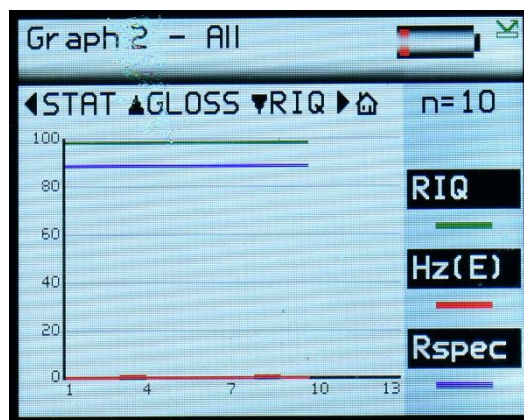 Graph 2 - All
◀STAT ▲GLOSS ▼RIQ ▶⌂ n=10
100
80
60
40
20
0
1 4 7 10 13
RIQ
Hz(E)
Rspec